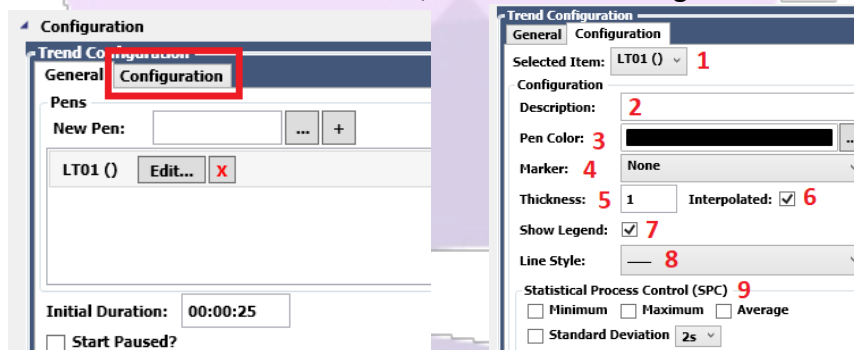 Configuration
Trend Configuration
General Configuration
Pens
New Pen: ... +
LT01 () Edit... X
Initial Duration: 00:00:25
Start Paused?
Trend Configuration
General Configuration
Selected Item: LT01 () 1
Configuration
Description: 2
Pen Color: 3 ..
Marker: 4 None
Thickness: 5 1 Interpolated: 6
Show Legend: 7
Line Style: 8
Statistical Process Control (SPC) 9
Minimum Maximum Average
Standard Deviation 2s